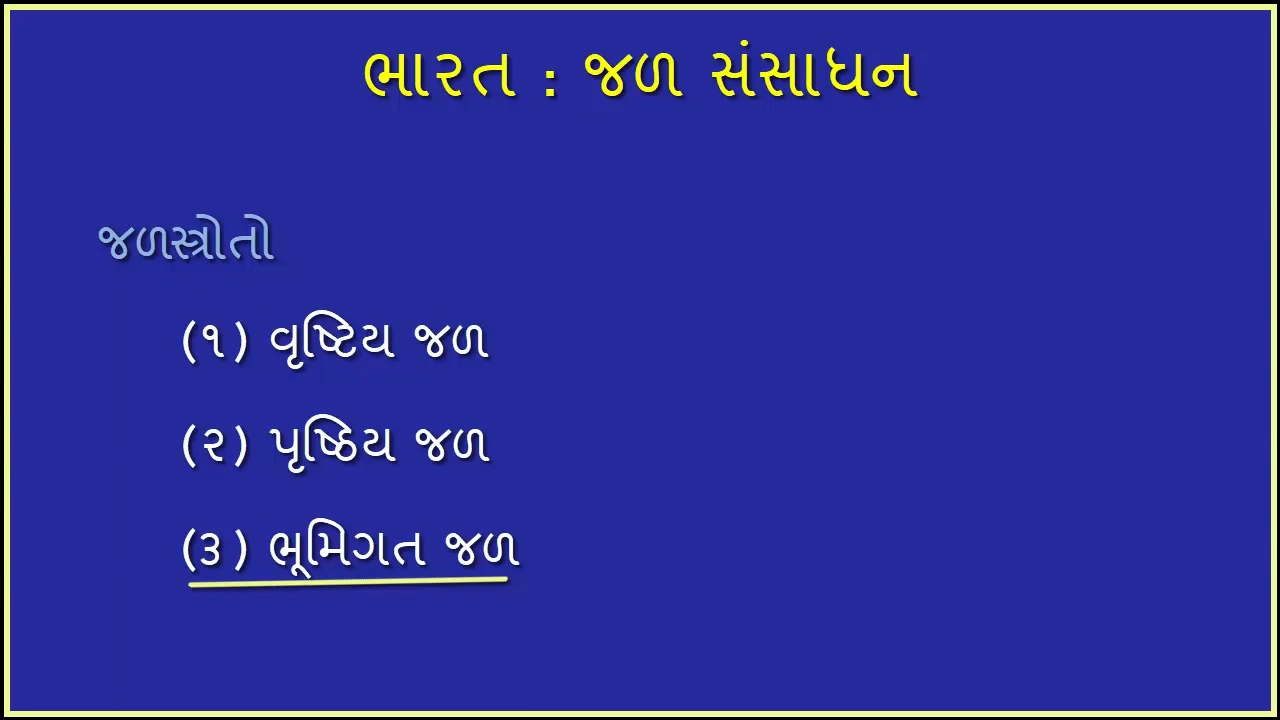 ભારત : જળ સંસાધન
જળસ્ત્રોતો
(૧) વૃષ્ટિય જળ
(૨) પૃષ્ઠિય જળ
(૩) ભૂમિગત જળ